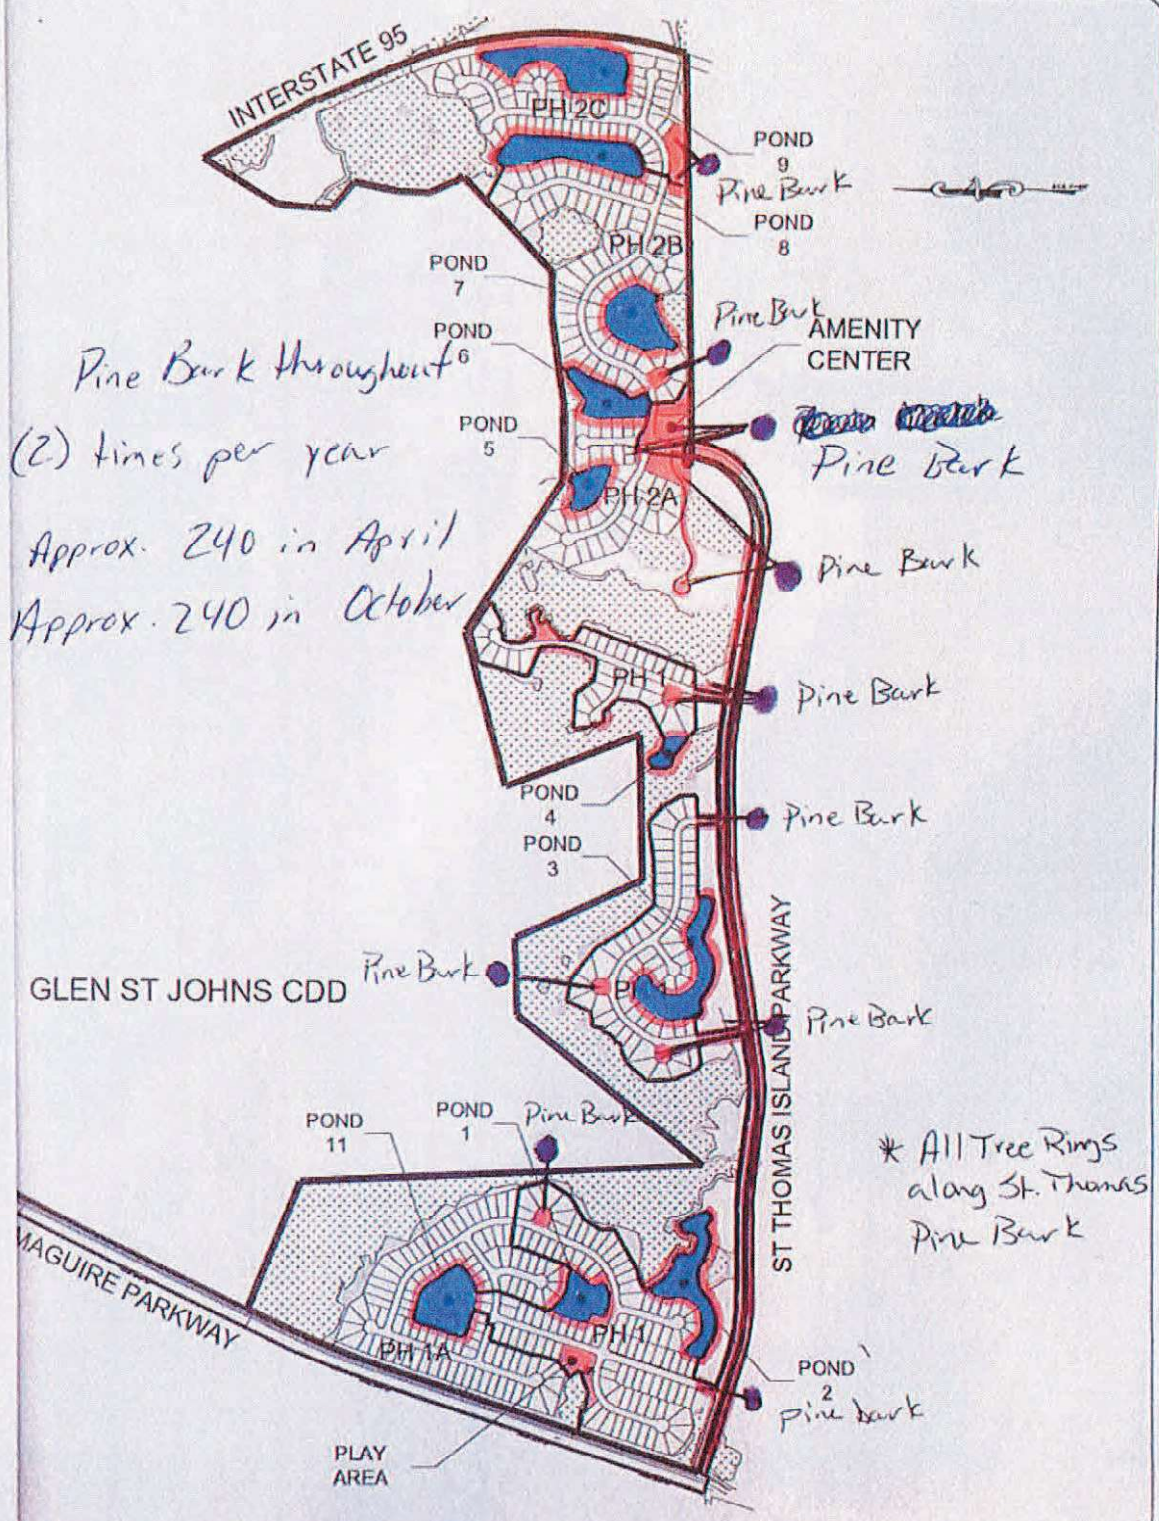 INTERSTATE 95
PH 2C
POND
9
Pine Bark
POND
8
PH 2B
POND
7
Pine Bark
POND
6
AMENITY
CENTER
Pine Bark throughout
(2) times per year
Approx. 240 in April
Approx. 240 in October
POND
5
Pine Bark
PH 2A
Pine Bark
PH 1
Pine Bark
POND
4
Pine Bark
POND
3
GLEN ST JOHNS CDD
Pine Bark
PH 1
Pine Bark
ST THOMAS ISLAND PARKWAY
POND
11
POND
1
Pine Bark
* All Tree Rings
along St. Thomas
Pine Bark
MAGUIRE PARKWAY
PH 1A
PH 1
POND
2
pine bark
PLAY
AREA